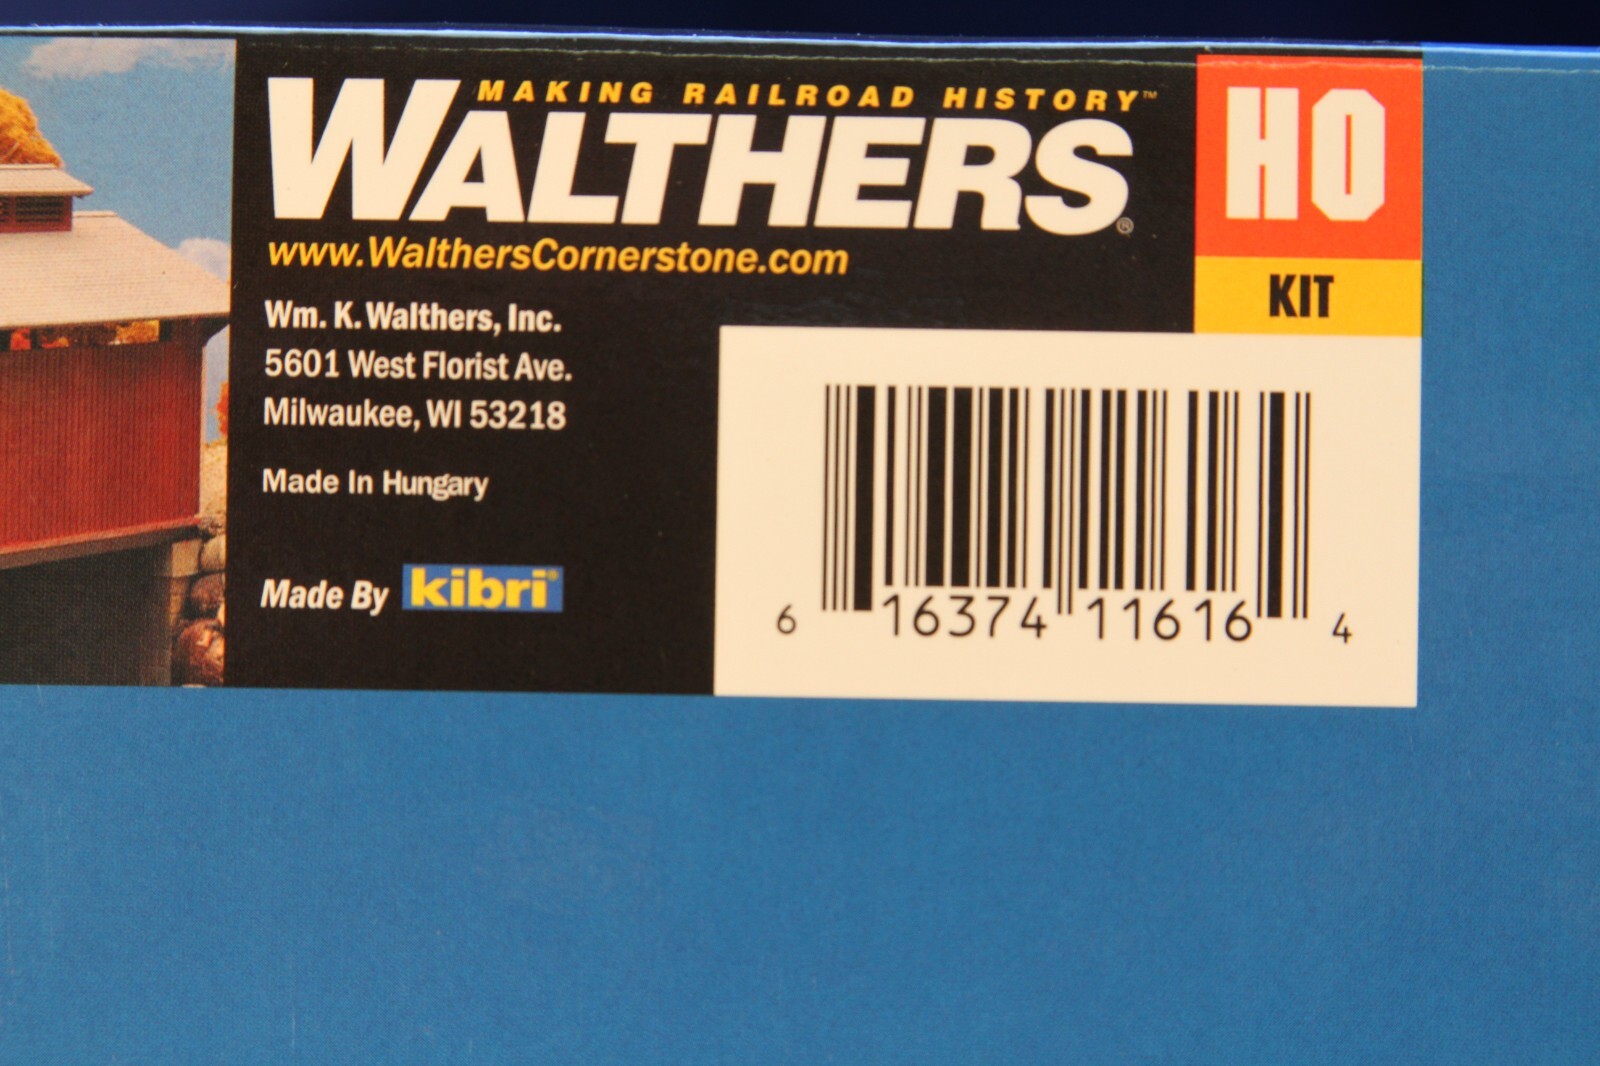 MAKING RAILROAD HISTORY™
WALTHERS®
www.WalthersCornerstone.com
HO
KIT
Wm. K. Walthers, Inc.
5601 West Florist Ave.
Milwaukee, WI 53218
Made In Hungary
Made By kibri®
6 16374 11616 4